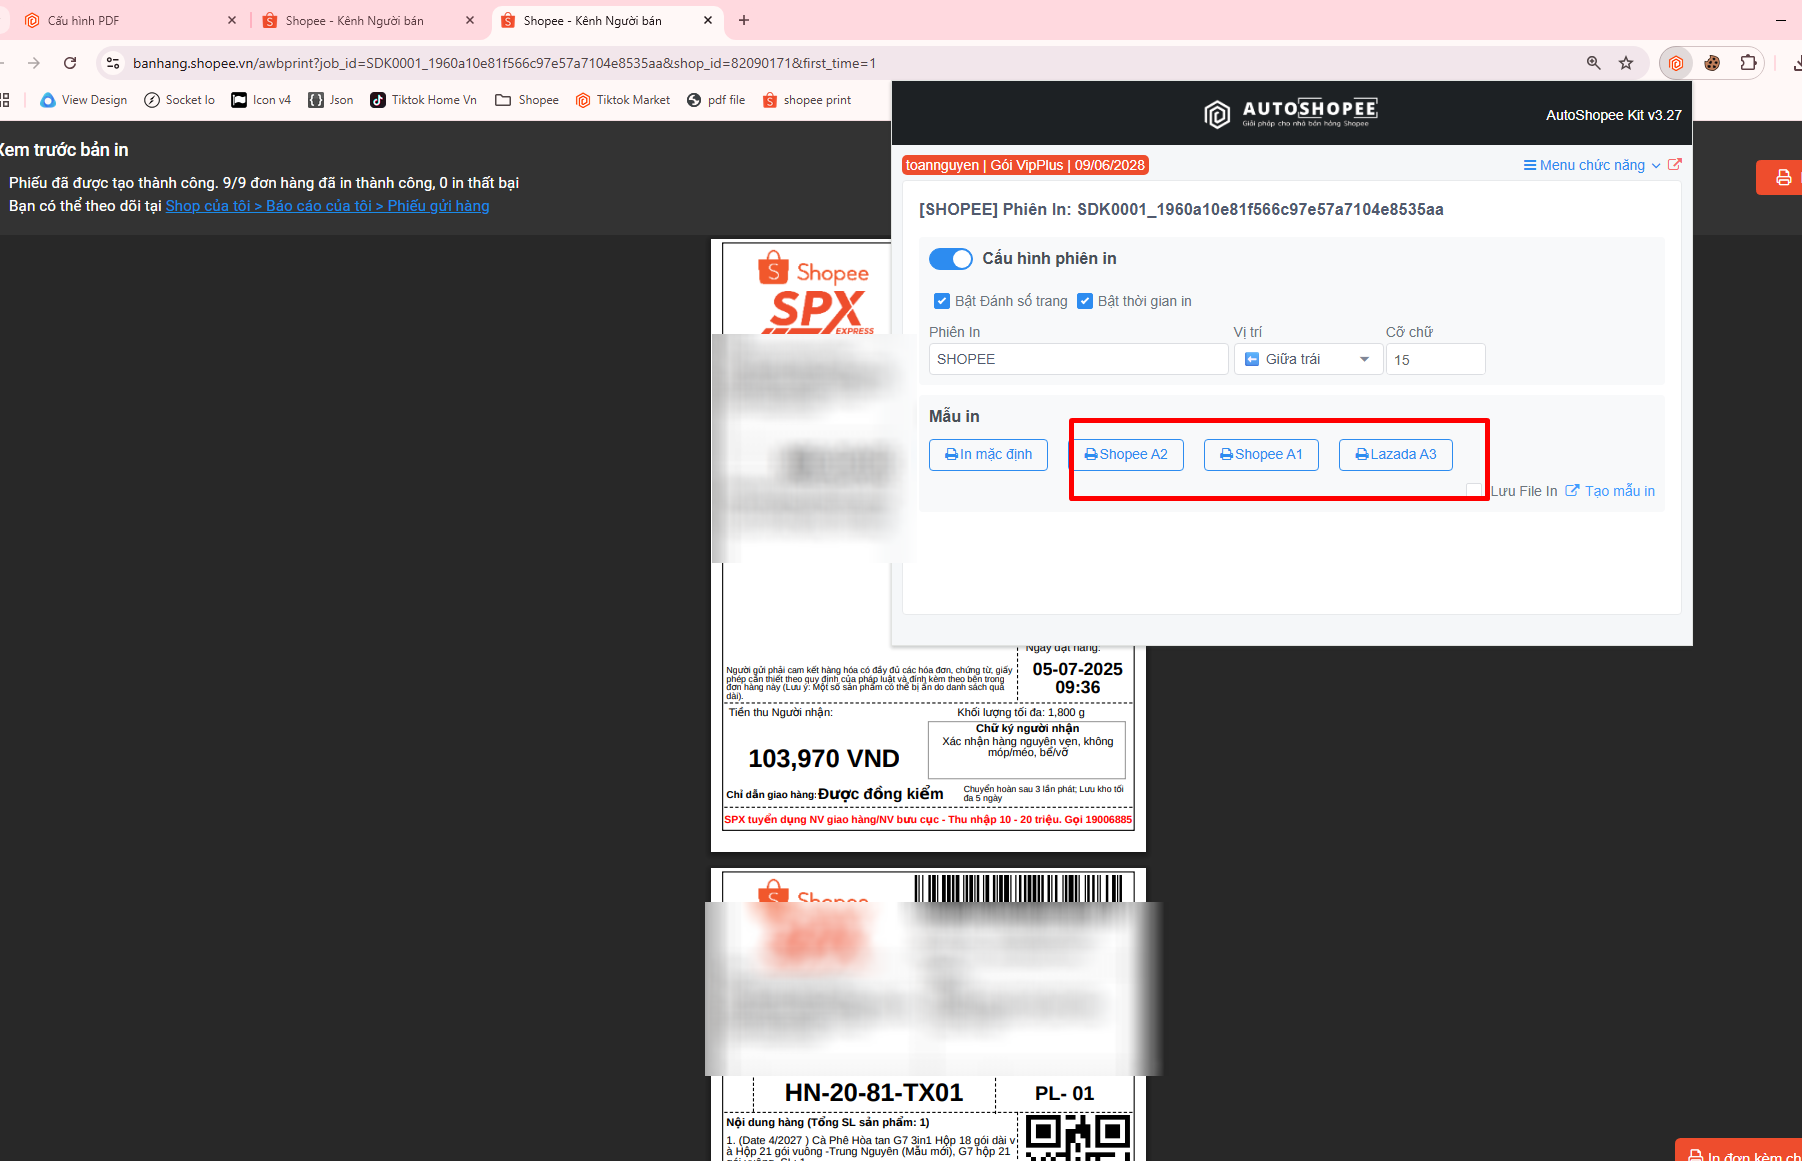 Cấu hình PDF
Shopee - Kênh Người bán
Shopee - Kênh Người bán
banhang.shopee.vn/awbprint?job_id=SDK0001_1960a10e81f566c97e57a7104e8535aa&shop_id=82090171&first_time=1
View Design
Socket Io
Icon v4
Json
Tiktok Home Vn
Shopee
Tiktok Market
pdf file
shopee print
Xem trước bản in
Phiếu đã được tạo thành công. 9/9 đơn hàng đã in thành công, 0 in thất bại
Bạn có thể theo dõi tại Shop của tôi > Báo cáo của tôi > Phiếu gửi hàng
AUTOSHOPEE
Giải pháp cho nhà bán hàng Shopee
AutoShopee Kit v3.27
toannguyen | Gói VipPlus | 09/06/2028
Menu chức năng
[SHOPEE] Phiên In: SDK0001_1960a10e81f566c97e57a7104e8535aa
Cấu hình phiên in
Bật Đánh số trang
Bật thời gian in
Phiên In
Vị trí
Cỡ chữ
SHOPEE
Giữa trái
15
Mẫu in
In mặc định
Shopee A2
Shopee A1
Lazada A3
Lưu File In
Tạo mẫu in
Shopee
SPX
EXPRESS
Ngày đặt hàng:
05-07-2025
09:36
Người gửi phải cam kết hàng hóa có đầy đủ các hóa đơn, chứng từ, giấy
phép cần thiết theo quy định của pháp luật và đính kèm theo bên trong
đơn hàng này (Lưu ý: Một số sản phẩm có thể bị ẩn do danh sách quá
dài).
Tiền thu Người nhận:
Khối lượng tối đa: 1,800 g
103,970 VND
Chữ ký người nhận
Xác nhận hàng nguyên vẹn, không
móp/méo, bể/vỡ
Chỉ dẫn giao hàng: Được đồng kiểm
Chuyển hoàn sau 3 lần phát; Lưu kho tối
đa 5 ngày
SPX tuyển dụng NV giao hàng/NV bưu cục - Thu nhập 10 - 20 triệu. Gọi 19006885
Shopee
HN-20-81-TX01
PL- 01
Nội dung hàng (Tổng SL sản phẩm: 1)
1. (Date 4/2027 ) Cà Phê Hòa tan G7 3in1 Hộp 18 gói dài v
à Hộp 21 gói vuông -Trung Nguyên (Mẫu mới), G7 hộp 21
In đơn kèm